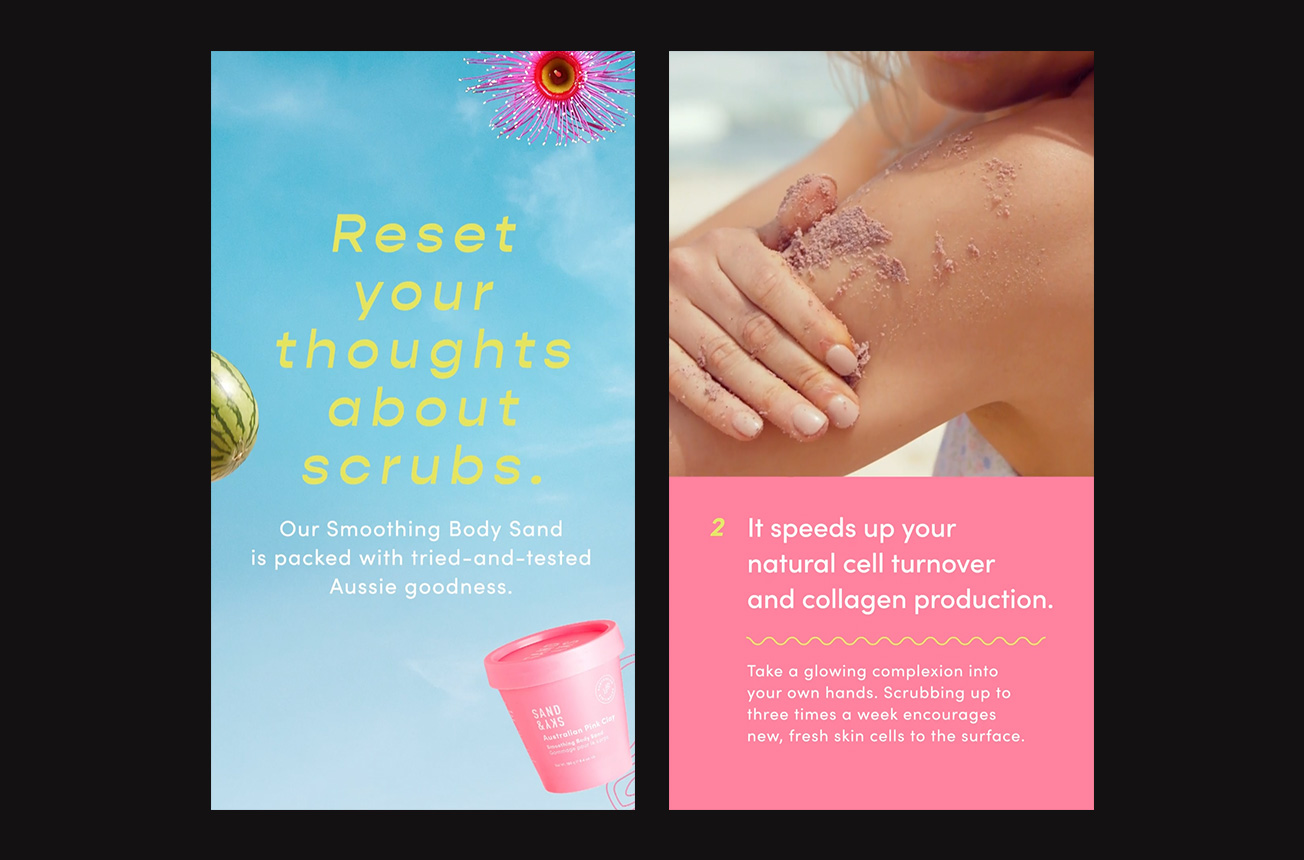 Reset
your
thoughts
about
scrubs.
Our Smoothing Body Sand
is packed with tried-and-tested
Aussie goodness.
SAND
&SKY
Australian Pink Clay
Smoothing Body Sand
2 It speeds up your
natural cell turnover
and collagen production.
Take a glowing complexion into
your own hands. Scrubbing up to
three times a week encourages
new, fresh skin cells to the surface.